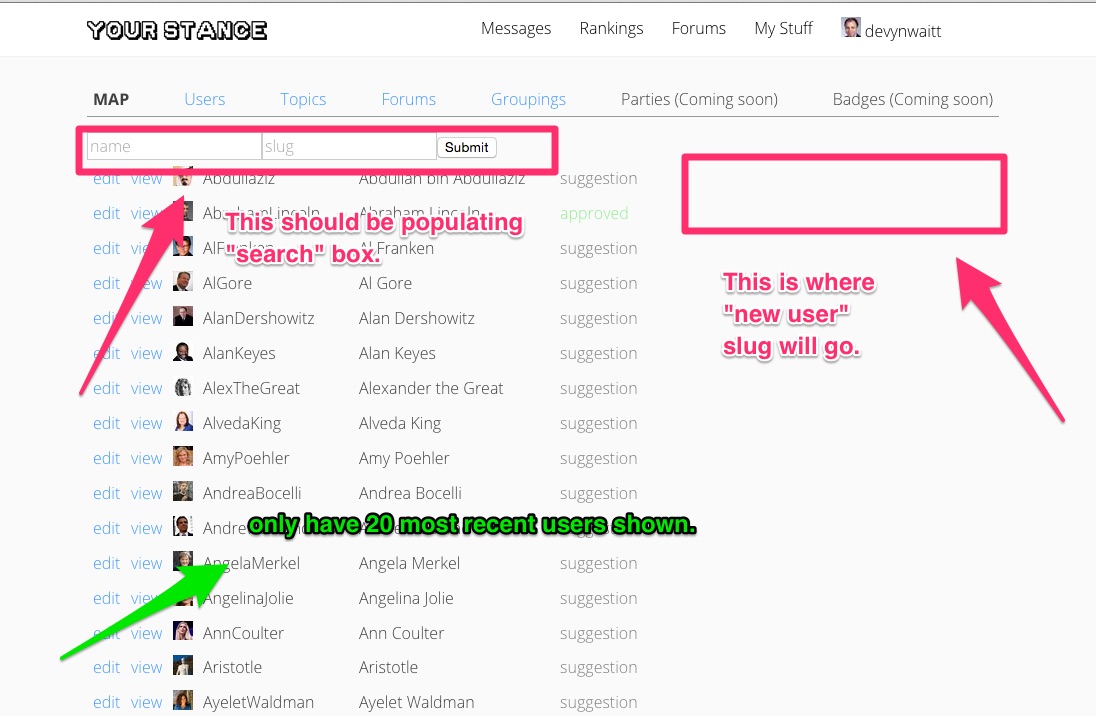 YOUR STANCE
Messages Rankings Forums My Stuff devynwaitt
MAP Users Topics Forums Groupings Parties (Coming soon) Badges (Coming soon)
name slug Submit
edit view Abdullaziz Abdullah bin Abdullaziz suggestion
edit view AbrahamLincoln Abraham Lincoln approved
This should be populating
"search" box.
edit view AlFranken Al Franken suggestion
edit view AlGore Al Gore suggestion
This is where
"new user"
slug will go.
edit view AlanDershowitz Alan Dershowitz suggestion
edit view AlanKeyes Alan Keyes suggestion
edit view AlexTheGreat Alexander the Great suggestion
edit view AlvedaKing Alveda King suggestion
edit view AmyPoehler Amy Poehler suggestion
edit view AndreaBocelli Andrea Bocelli suggestion
edit view
only have 20 most recent users shown.
edit view AngelaMerkel Angela Merkel suggestion
edit view AngelinaJolie Angelina Jolie suggestion
edit view AnnCoulter Ann Coulter suggestion
edit view Aristotle Aristotle suggestion
edit view AyeletWaldman Ayelet Waldman suggestion